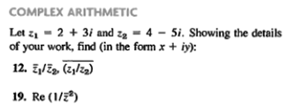 COMPLEX ARITHMETIC
Let z₁ = 2 + 3i and z₂ = 4 - 5i. Showing the details
of your work, find (in the form x + iy):
12. z̄₁/z̄₂, (z₁/z₂)‾
19. Re (1/z̄²)